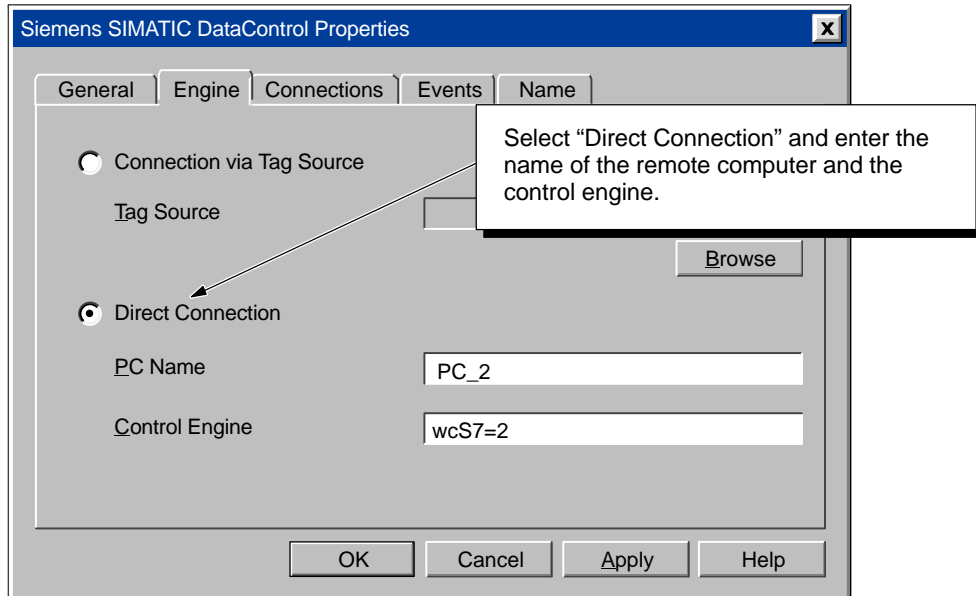 Siemens SIMATIC DataControl Properties
General Engine Connections Events Name
Select “Direct Connection” and enter the
name of the remote computer and the
control engine.
Connection via Tag Source
Tag Source
Browse
Direct Connection
PC Name PC_2
Control Engine wcS7=2
OK Cancel Apply Help